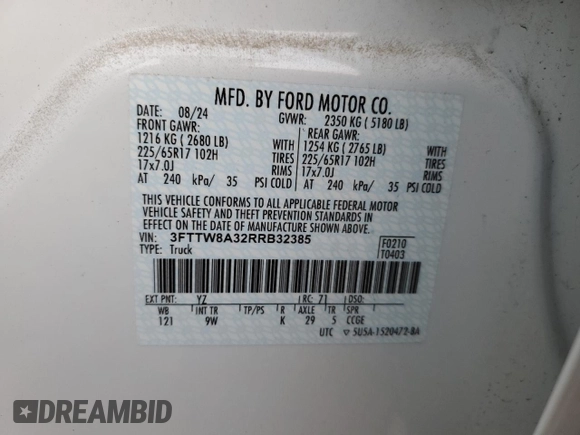 MFD. BY FORD MOTOR CO.
DATE: 08/24 GVWR: 2350 KG ( 5180 LB)
FRONT GAWR: REAR GAWR:
1216 KG ( 2680 LB) WITH 1254 KG ( 2765 LB) WITH
225/65R17 102H TIRES 225/65R17 102H TIRES
17x7.0J RIMS 17x7.0J RIMS
AT 240 kPa/ 35 PSI COLD AT 240 kPa/ 35 PSI COLD
THIS VEHICLE CONFORMS TO ALL APPLICABLE FEDERAL MOTOR
VEHICLE SAFETY AND THEFT PREVENTION STANDARDS IN
EFFECT ON THE DATE OF MANUFACTURE SHOWN ABOVE.
VIN: 3FTTW8A32RRB32385 F0210
TYPE: Truck T0403
EXT PNT: YZ RC: 71 DSO:
WB INT TR TP/PS R AXLE TR SPR
121 9W K 29 5 CCGE
UTC ▽ 5U5A-1520472-BA
DREAMBID